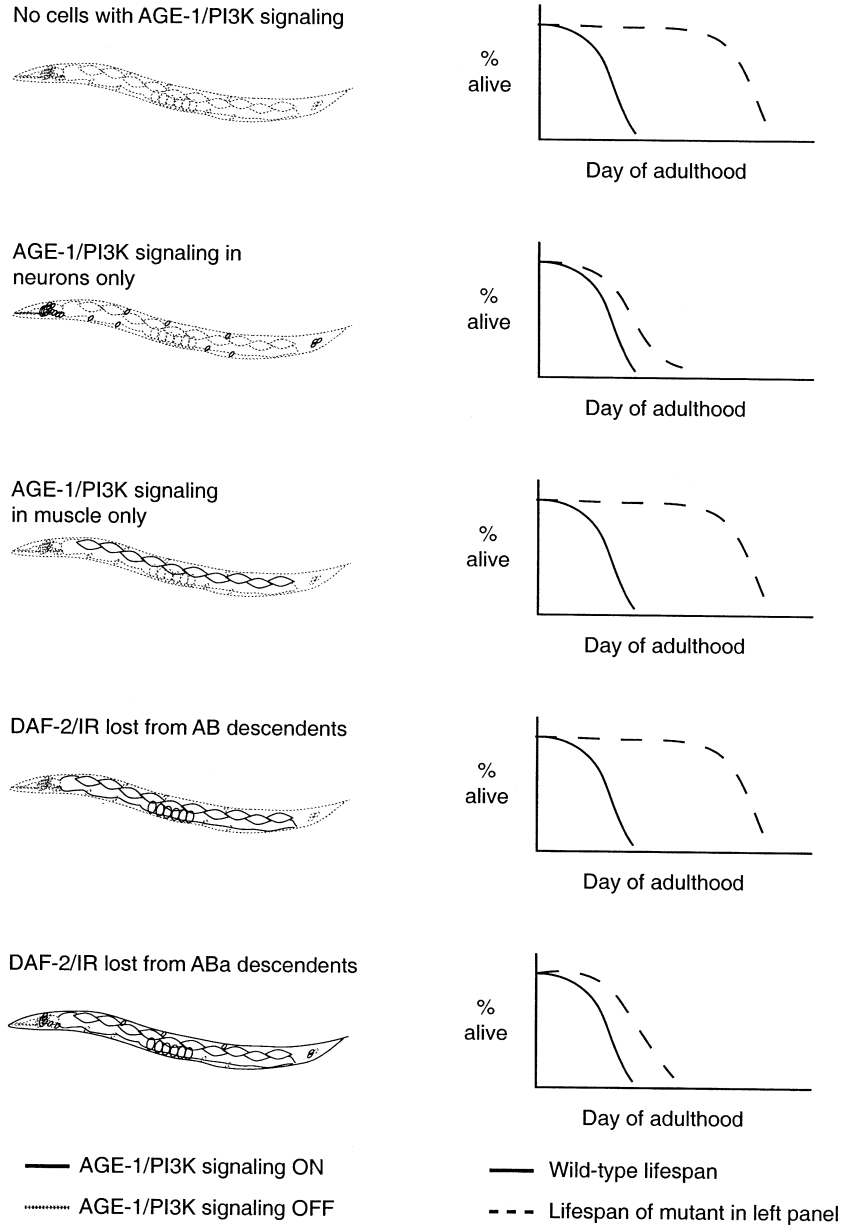 No cells with AGE-1/PI3K signaling
%
alive
Day of adulthood
AGE-1/PI3K signaling in
neurons only
%
alive
Day of adulthood
AGE-1/PI3K signaling
in muscle only
%
alive
Day of adulthood
DAF-2/IR lost from AB descendents
%
alive
Day of adulthood
DAF-2/IR lost from ABa descendents
%
alive
Day of adulthood
AGE-1/PI3K signaling ON
Wild-type lifespan
AGE-1/PI3K signaling OFF
Lifespan of mutant in left panel